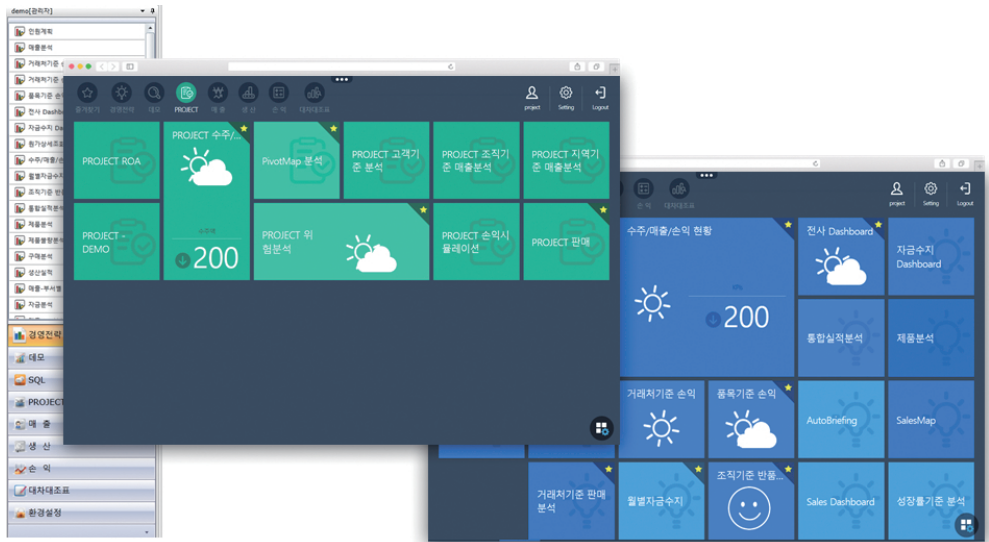 demo[관리자]
인원계획
매출분석
거래처기준
거래처기준
품목기준 손익
전사 Dashb
자금수지 Da
원가상세조회
수주/매출/손
월별자금수지
조직기준 반품
통합실적분석
제품분석
제품불량분석
구매분석
생산실적
매출-부서별
자금분석
경영전략
데모
SQL
PROJECT
매 출
생 산
손 익
대차대조표
환경설정
즐겨찾기
경영전략
데모
PROJECT
매 출
생 산
손 익
대차대조표
project
Setting
Logout
PROJECT ROA
PROJECT 수주/...
PivotMap 분석
PROJECT 고객기
준 분석
PROJECT 조직기
준 매출분석
PROJECT 지역기
준 매출분석
PROJECT -
DEMO
수주액
200
PROJECT 위
험분석
PROJECT 손익시
뮬레이션
PROJECT 판매
손 익
대차대조표
project
Setting
Logout
수주/매출/손익 현황
200
전사 Dashboard
자금수지
Dashboard
통합실적분석
제품분석
거래처기준 손익
품목기준 손익
AutoBriefing
SalesMap
거래처기준 판매
분석
월별자금수지
조직기준 반품...
Sales Dashboard
성장률기준 분석